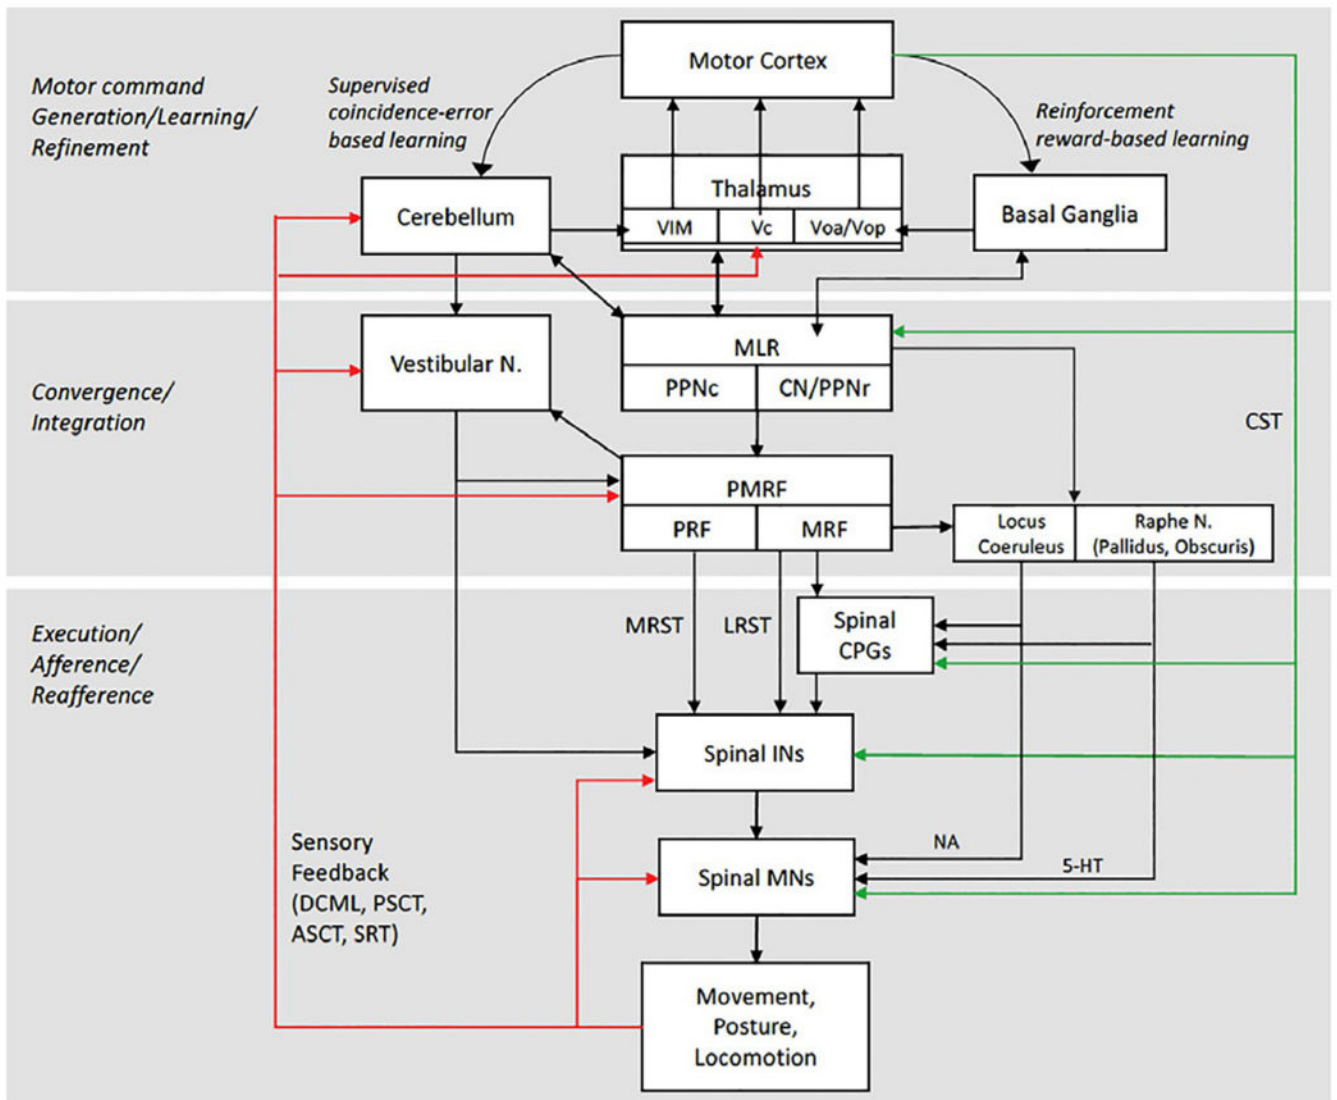 Motor Cortex
Motor command
Generation/Learning/
Refinement
Supervised
coincidence-error
based learning
Reinforcement
reward-based learning
Thalamus
VIM
Vc
Voa/Vop
Cerebellum
Basal Ganglia
Convergence/
Integration
Vestibular N.
MLR
PPNc
CN/PPNr
CST
PMRF
PRF
MRF
Locus
Coeruleus
Raphe N.
(Pallidus, Obscuris)
Execution/
Afference/
Reafference
MRST
LRST
Spinal
CPGs
Spinal INs
Sensory
Feedback
(DCML, PSCT,
ASCT, SRT)
NA
5-HT
Spinal MNs
Movement,
Posture,
Locomotion